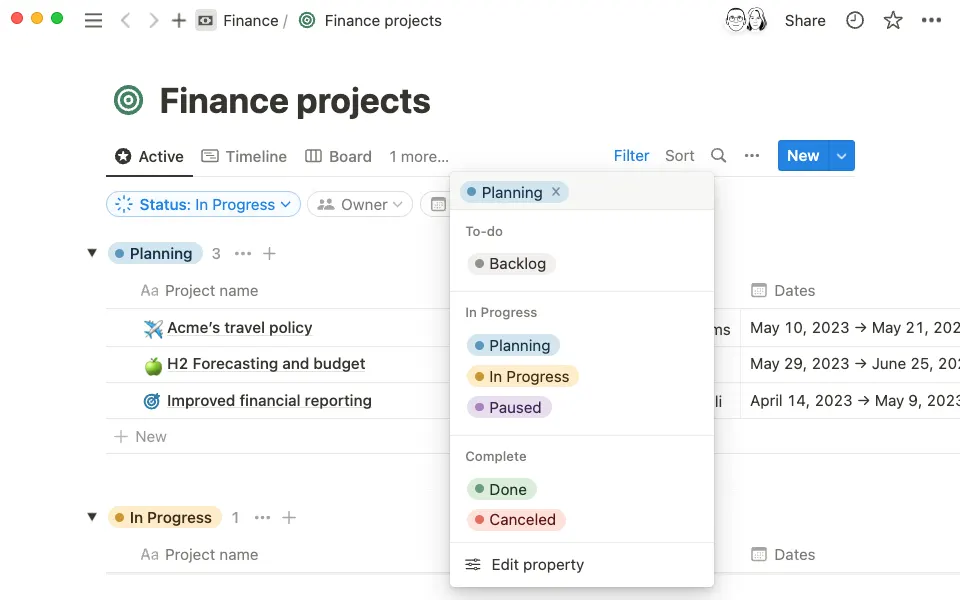 Finance / Finance projects Share
Finance projects
Active Timeline Board 1 more... Filter Sort New
Status: In Progress Owner
Planning
To-do
Backlog
In Progress
Planning
In Progress
Paused
Complete
Done
Canceled
Edit property
Planning 3
Aa Project name Dates
Acme’s travel policy May 10, 2023 → May 21, 202
H2 Forecasting and budget May 29, 2023 → June 25, 202
Improved financial reporting April 14, 2023 → May 9, 2023
New
In Progress 1
Aa Project name Dates